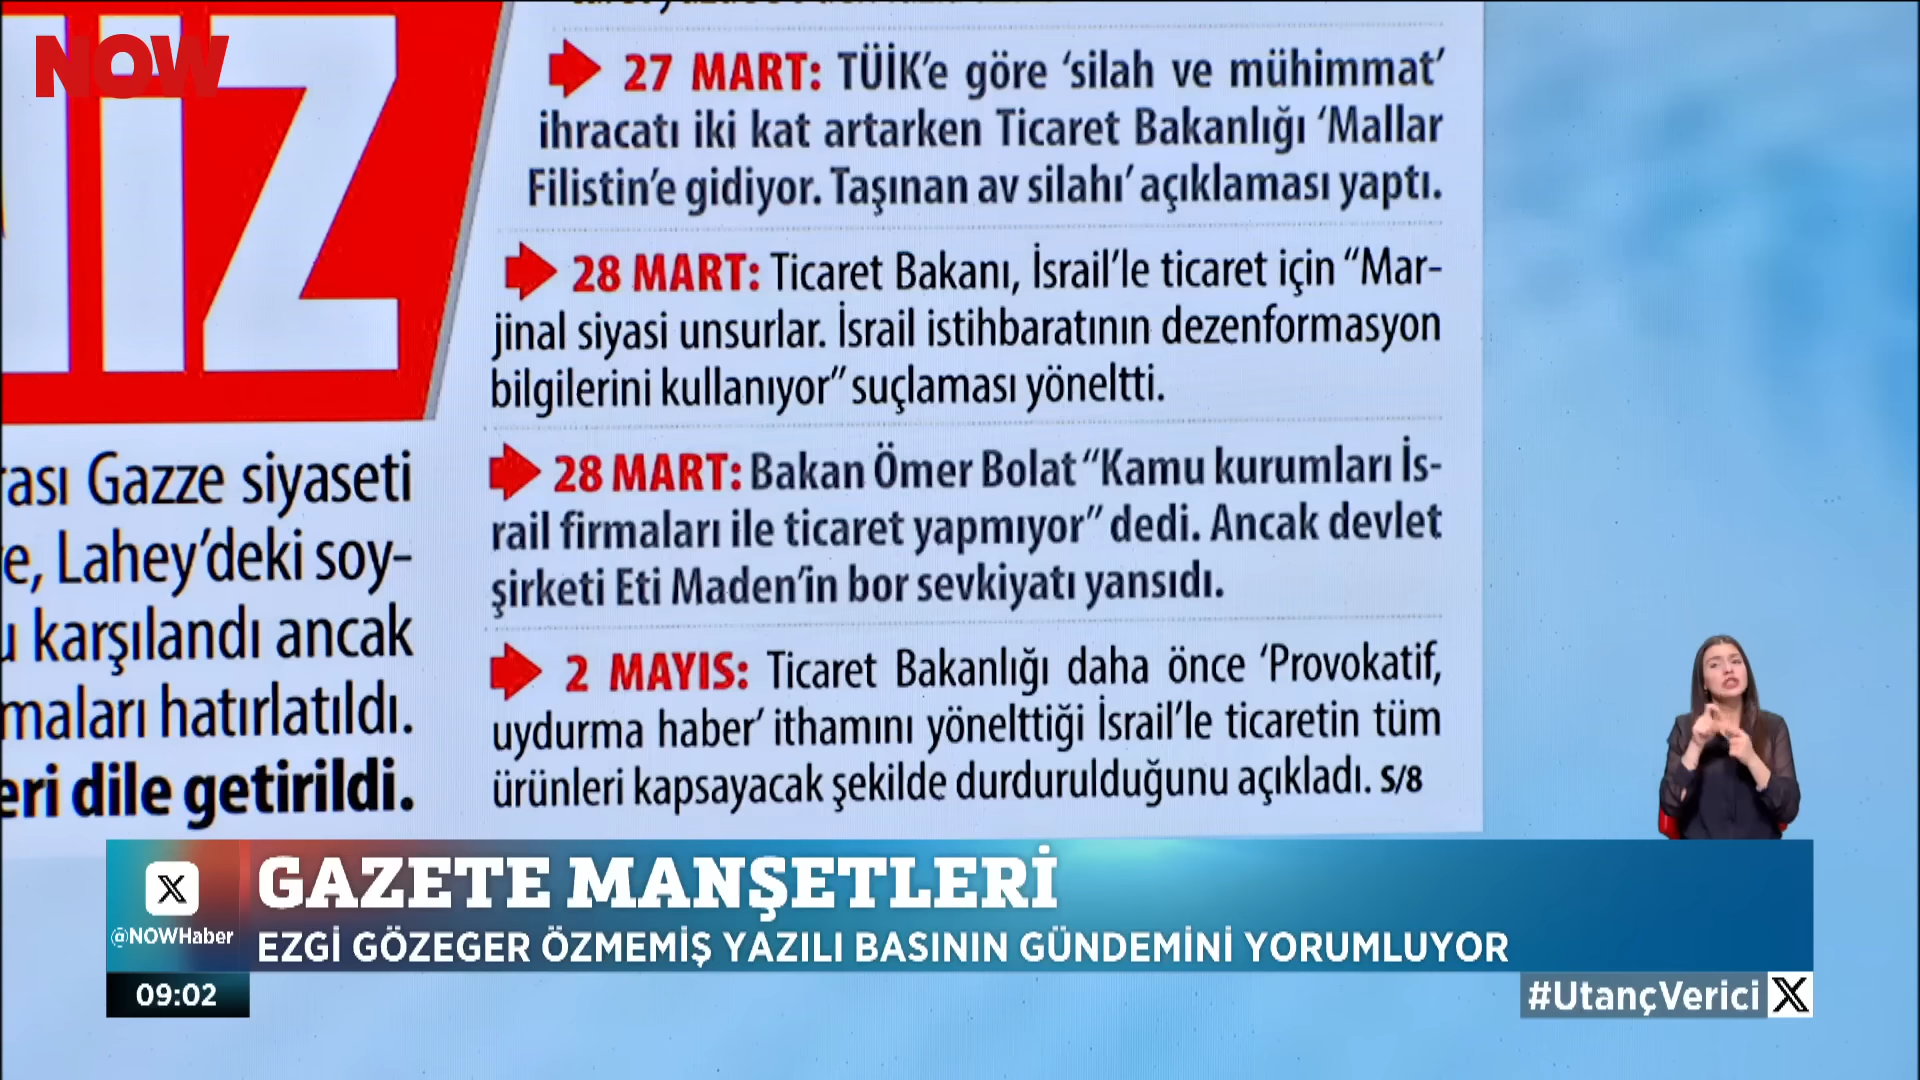 NOW
İZ
27 MART: TÜİK’e göre ‘silah ve mühimmat’
ihracatı iki kat artarken Ticaret Bakanlığı ‘Mallar
Filistin’e gidiyor. Taşınan av silahı’ açıklaması yaptı.
28 MART: Ticaret Bakanı, İsrail’le ticaret için “Mar-
jinal siyasi unsurlar. İsrail istihbaratının dezenformasyon
bilgilerini kullanıyor” suçlaması yöneltti.
28 MART: Bakan Ömer Bolat “Kamu kurumları İs-
rail firmaları ile ticaret yapmıyor” dedi. Ancak devlet
şirketi Eti Maden’in bor sevkiyatı yansıdı.
2 MAYIS: Ticaret Bakanlığı daha önce ‘Provokatif,
uydurma haber’ ithamını yönelttiği İsrail’le ticaretin tüm
ürünleri kapsayacak şekilde durdurulduğunu açıkladı. S/8
rası Gazze siyaseti
e, Lahey’deki soy-
u karşılandı ancak
maları hatırlatıldı.
eri dile getirildi.
GAZETE MANŞETLERİ
@NOWHaber
EZGİ GÖZEGER ÖZMEMİŞ YAZILI BASININ GÜNDEMİNİ YORUMLUYOR
09:02
#UtançVerici X